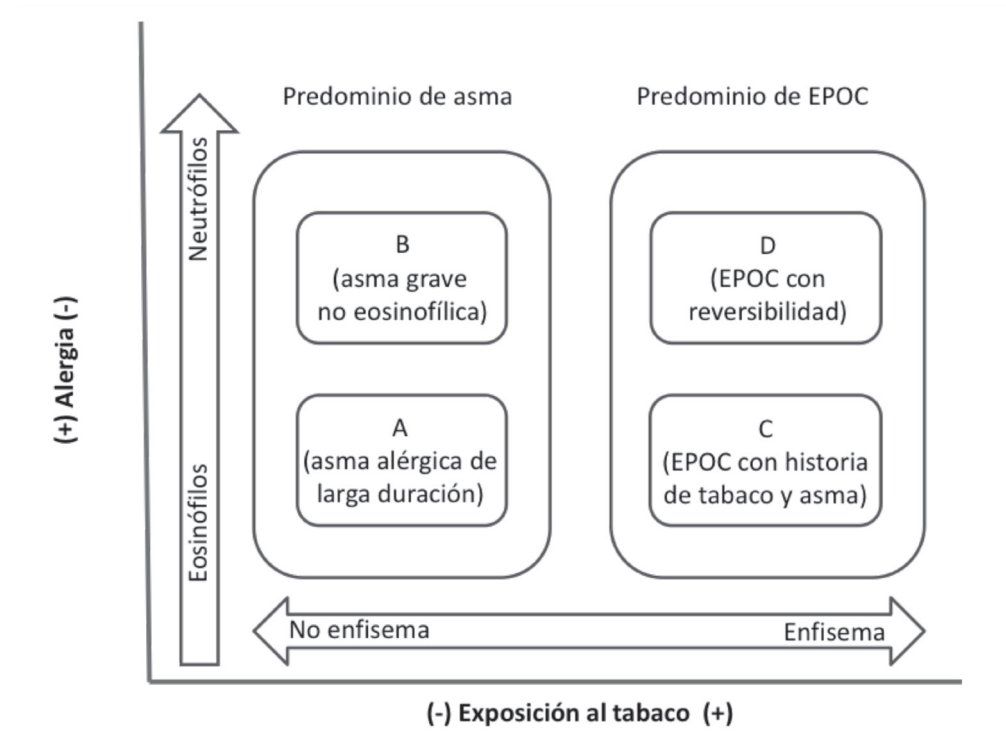 Predominio de asma
Predominio de EPOC
Neutrófilos
Eosinófilos
(+) Alergia (-)
B
(asma grave
no eosinofílica)
D
(EPOC con
reversibilidad)
A
(asma alérgica de
larga duración)
C
(EPOC con historia
de tabaco y asma)
No enfisema
Enfisema
(-) Exposición al tabaco (+)